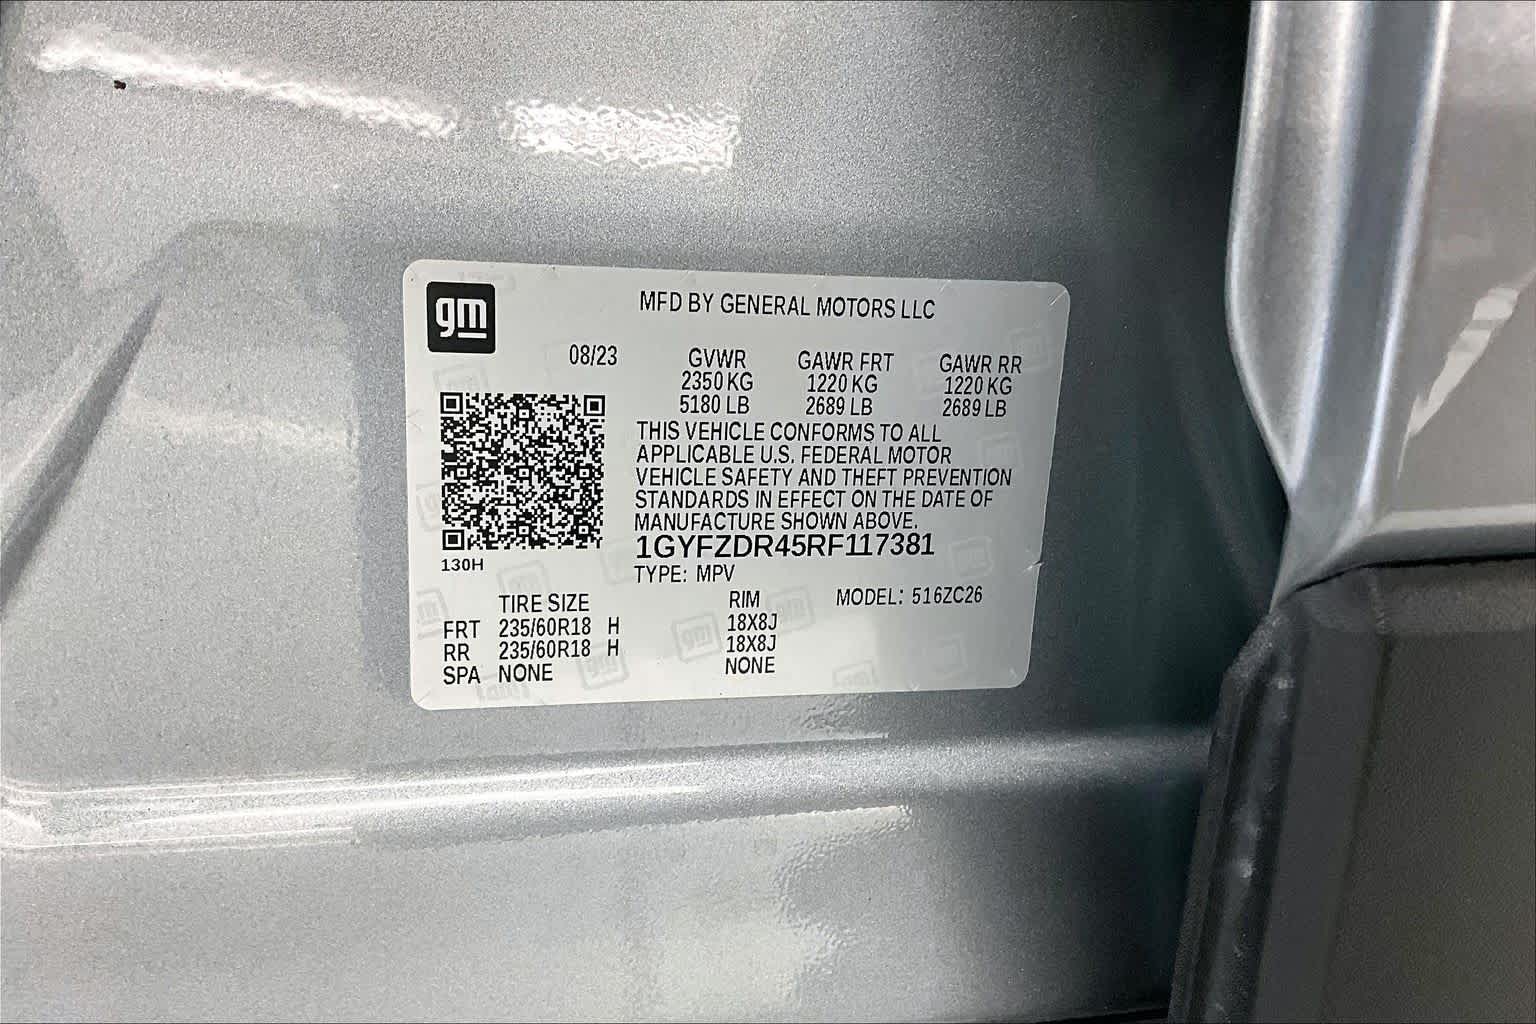 gm
MFD BY GENERAL MOTORS LLC
08/23 GVWR GAWR FRT GAWR RR
2350 KG 1220 KG 1220 KG
5180 LB 2689 LB 2689 LB
THIS VEHICLE CONFORMS TO ALL
APPLICABLE U.S. FEDERAL MOTOR
VEHICLE SAFETY AND THEFT PREVENTION
STANDARDS IN EFFECT ON THE DATE OF
MANUFACTURE SHOWN ABOVE.
1GYFZDR45RF117381
130H
TYPE: MPV
TIRE SIZE RIM MODEL: 516ZC26
FRT 235/60R18 H 18X8J
RR 235/60R18 H 18X8J
SPA NONE NONE